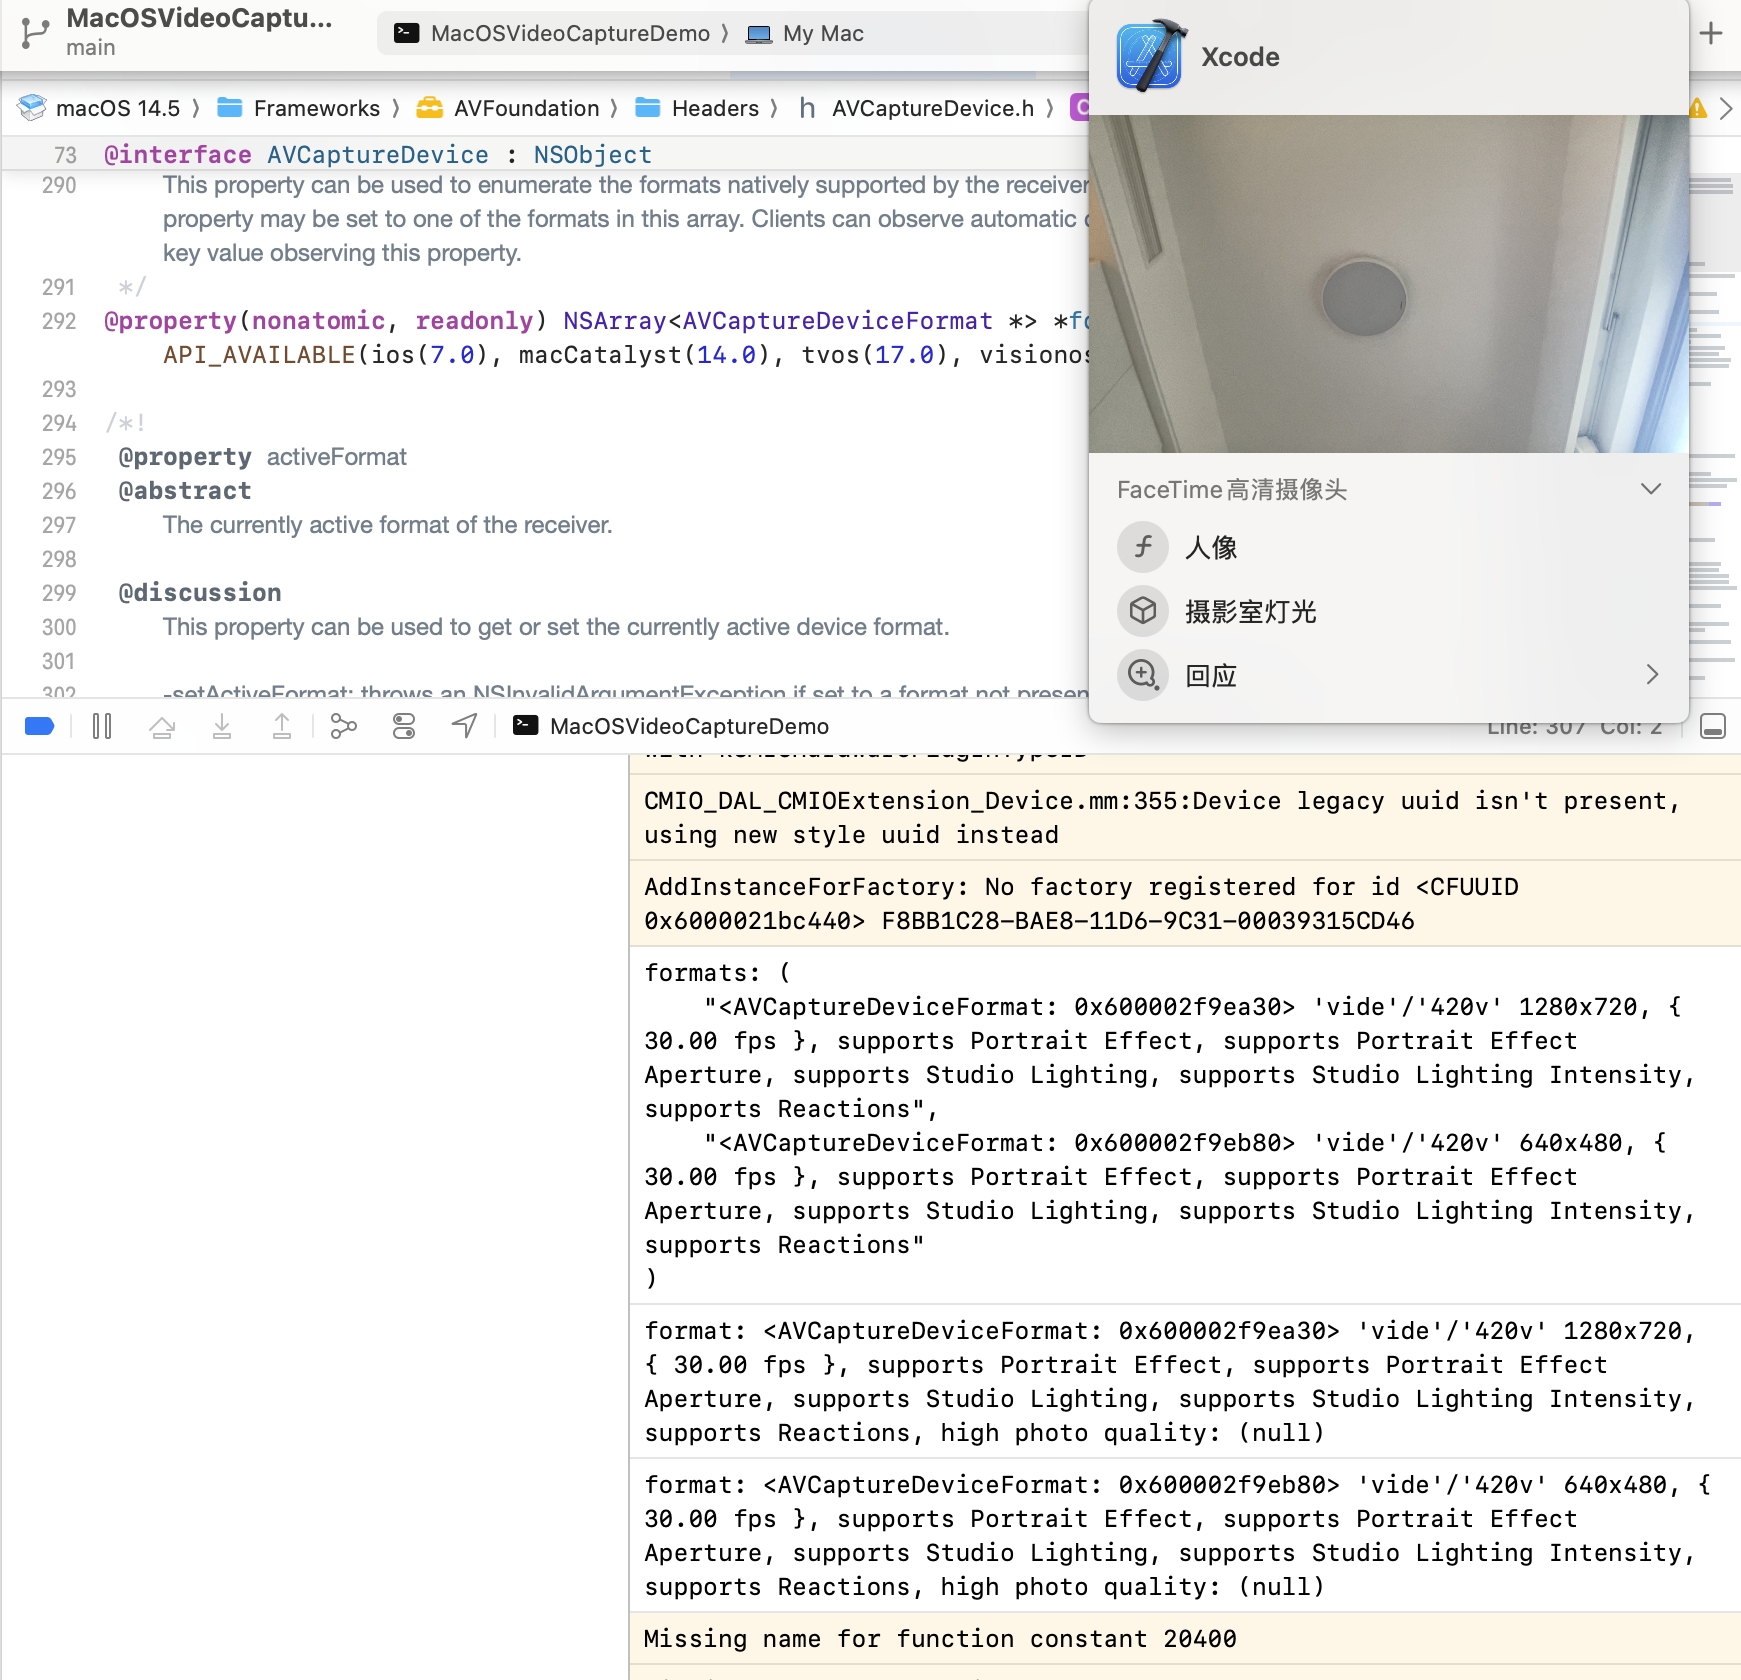 MacOSVideoCaptu...
main
MacOSVideoCaptureDemo 〉 My Mac
Xcode
macOS 14.5 〉 Frameworks 〉 AVFoundation 〉 Headers 〉 h AVCaptureDevice.h 〉 C
73 @interface AVCaptureDevice : NSObject
290 This property can be used to enumerate the formats natively supported by the receiver
property may be set to one of the formats in this array. Clients can observe automatic
key value observing this property.
291 */
292 @property(nonatomic, readonly) NSArray<AVCaptureDeviceFormat *> *fo
API_AVAILABLE(ios(7.0), macCatalyst(14.0), tvos(17.0), visionos
293
294 /*!
295 @property activeFormat
296 @abstract
297 The currently active format of the receiver.
298
299 @discussion
300 This property can be used to get or set the currently active device format.
301
302 -setActiveFormat: throws an NSInvalidArgumentException if set to a format not presen
FaceTime高清摄像头
人像
摄影室灯光
回应
MacOSVideoCaptureDemo
Line: 307 Col: 2
CMIO_DAL_CMIOExtension_Device.mm:355:Device legacy uuid isn't present,
using new style uuid instead
AddInstanceForFactory: No factory registered for id <CFUUID
0x6000021bc440> F8BB1C28-BAE8-11D6-9C31-00039315CD46
formats: (
"<AVCaptureDeviceFormat: 0x600002f9ea30> 'vide'/'420v' 1280x720, {
30.00 fps }, supports Portrait Effect, supports Portrait Effect
Aperture, supports Studio Lighting, supports Studio Lighting Intensity,
supports Reactions",
"<AVCaptureDeviceFormat: 0x600002f9eb80> 'vide'/'420v' 640x480, {
30.00 fps }, supports Portrait Effect, supports Portrait Effect
Aperture, supports Studio Lighting, supports Studio Lighting Intensity,
supports Reactions"
)
format: <AVCaptureDeviceFormat: 0x600002f9ea30> 'vide'/'420v' 1280x720,
{ 30.00 fps }, supports Portrait Effect, supports Portrait Effect
Aperture, supports Studio Lighting, supports Studio Lighting Intensity,
supports Reactions, high photo quality: (null)
format: <AVCaptureDeviceFormat: 0x600002f9eb80> 'vide'/'420v' 640x480, {
30.00 fps }, supports Portrait Effect, supports Portrait Effect
Aperture, supports Studio Lighting, supports Studio Lighting Intensity,
supports Reactions, high photo quality: (null)
Missing name for function constant 20400